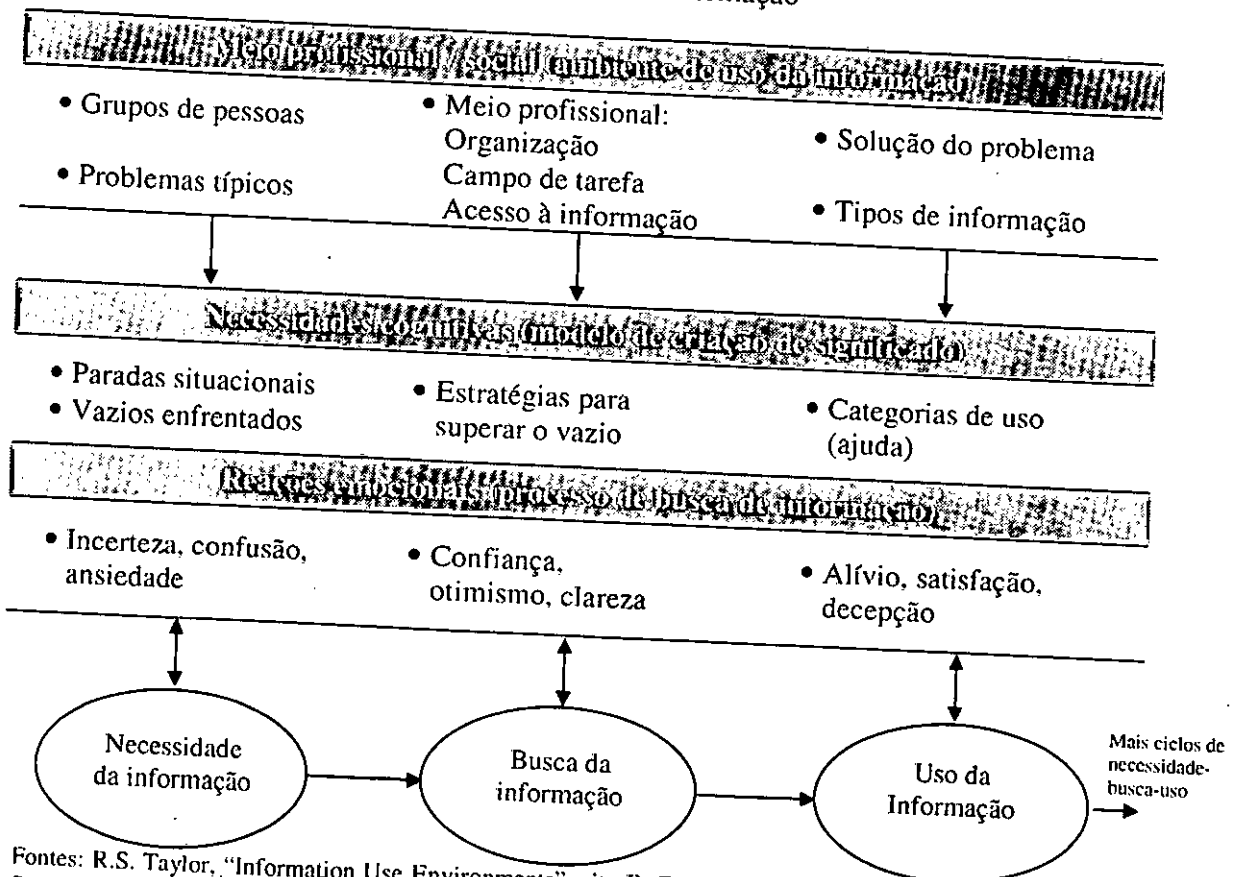 Meio profissional / social (ambiente de uso da informação)
• Grupos de pessoas
• Problemas típicos
• Meio profissional:
Organização
Campo de tarefa
Acesso à informação
• Solução do problema
• Tipos de informação
Necessidades cognitivas (modelo de criação de significado)
• Paradas situacionais
• Vazios enfrentados
• Estratégias para
superar o vazio
• Categorias de uso
(ajuda)
Reações emocionais (processo de busca de informação)
• Incerteza, confusão,
ansiedade
• Confiança,
otimismo, clareza
• Alívio, satisfação,
decepção
Necessidade
da informação
Busca da
informação
Uso da
Informação
Mais ciclos de
necessidade-
busca-uso
Fontes: R.S. Taylor, "Information Use Environments"